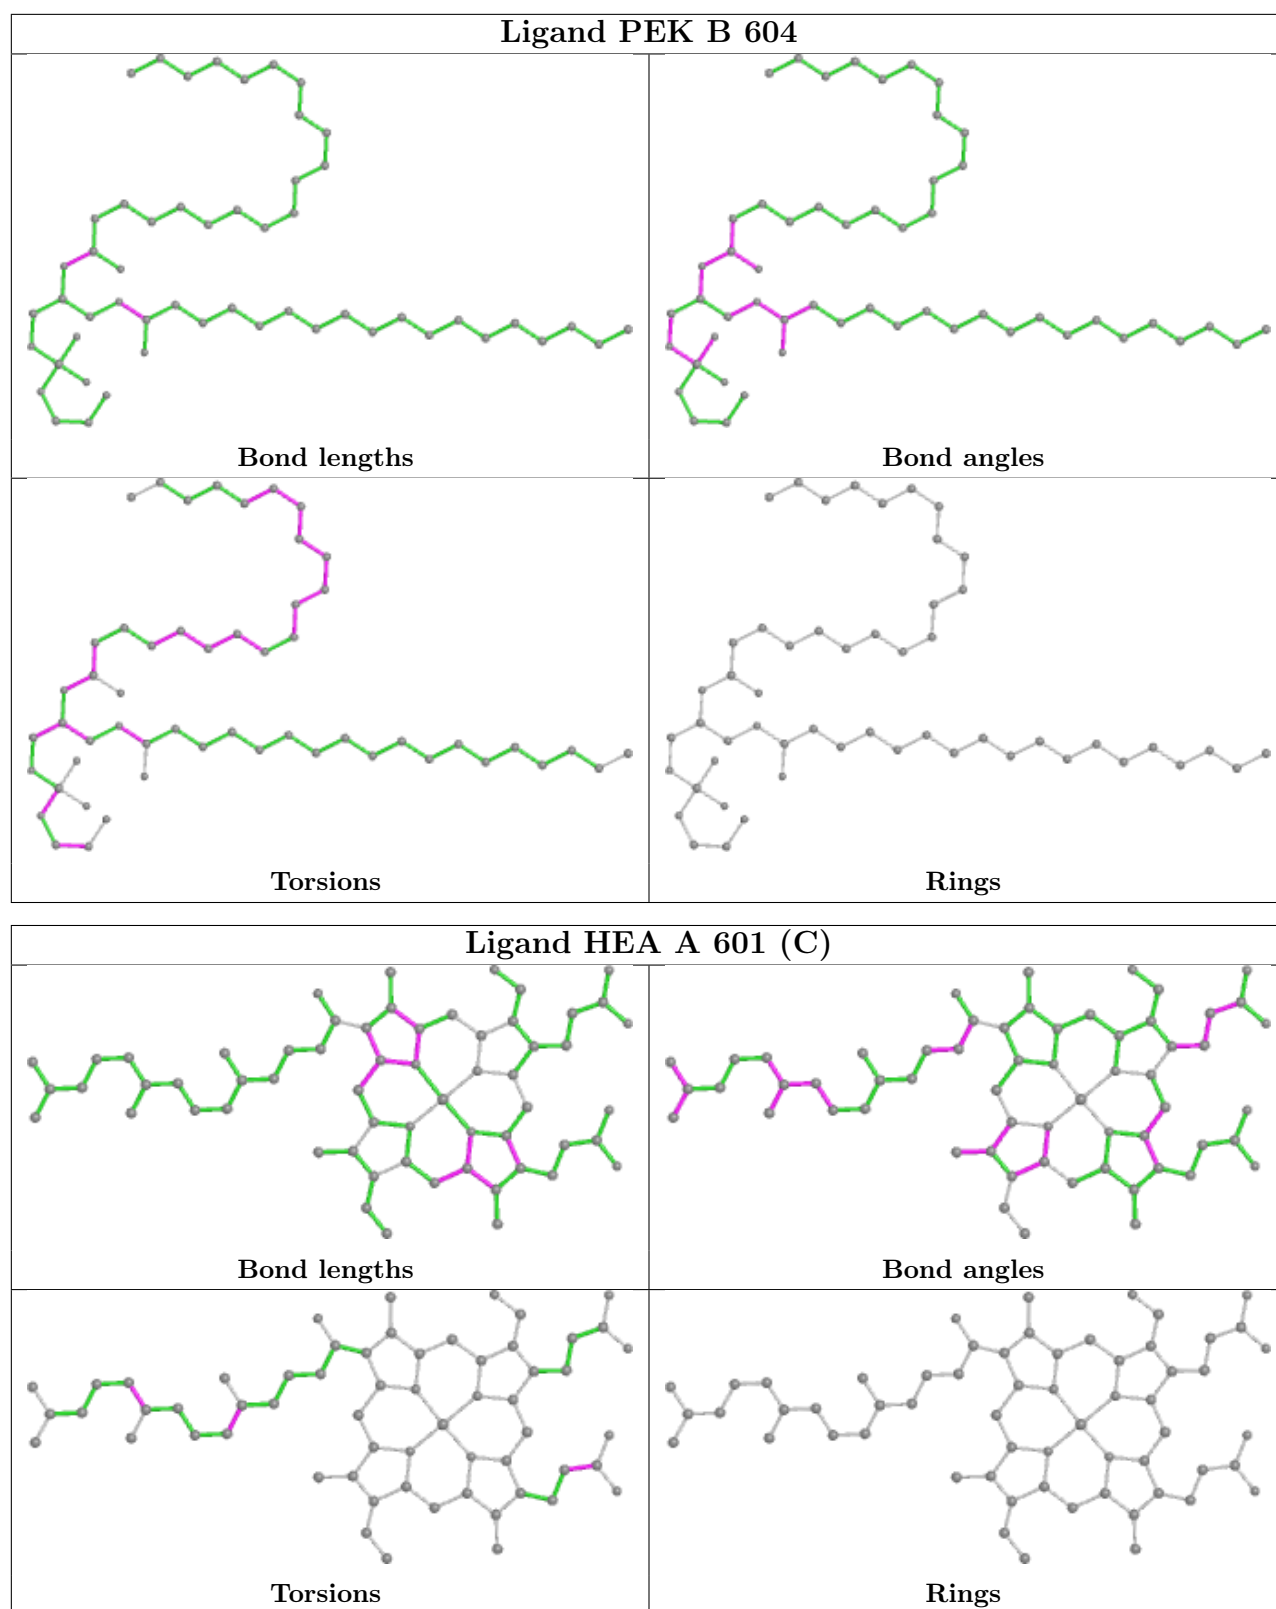 Ligand PEK B 604
Bond lengths
Bond angles
Torsions
Rings
Ligand HEA A 601 (C)
Bond lengths
Bond angles
Torsions
Rings